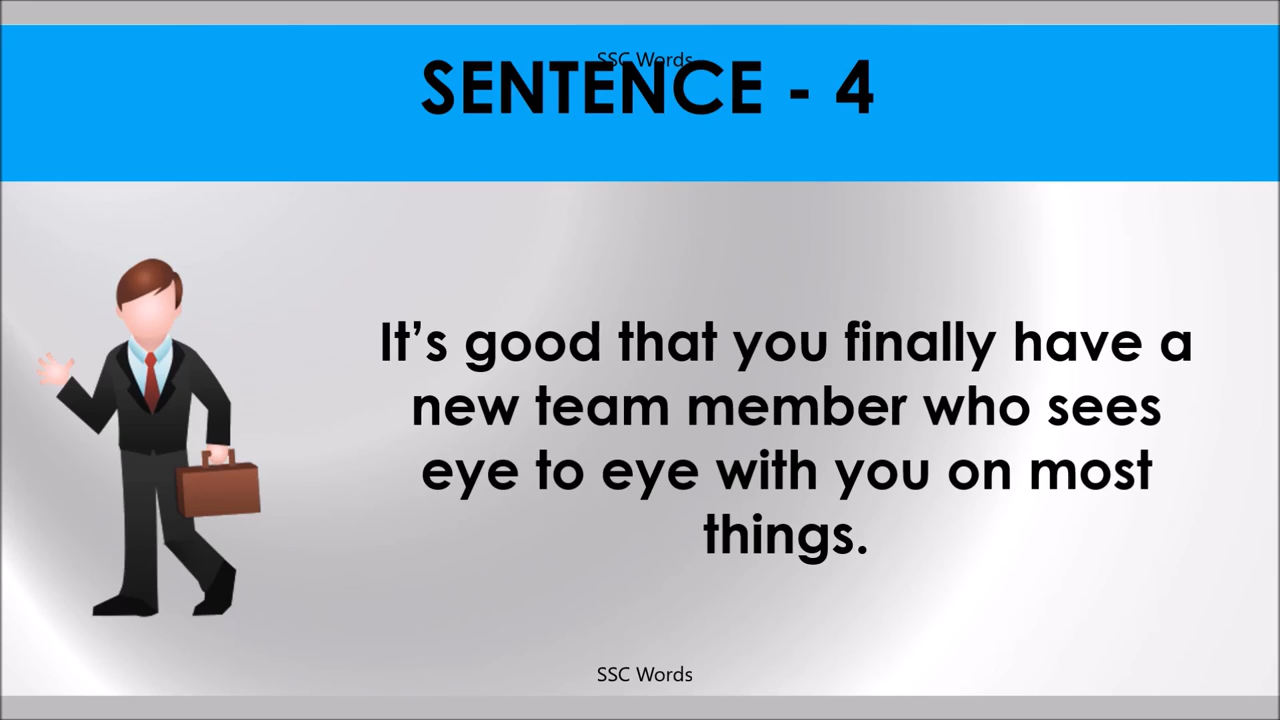 SSC Words
SENTENCE - 4
It’s good that you finally have a
new team member who sees
eye to eye with you on most
things.
SSC Words